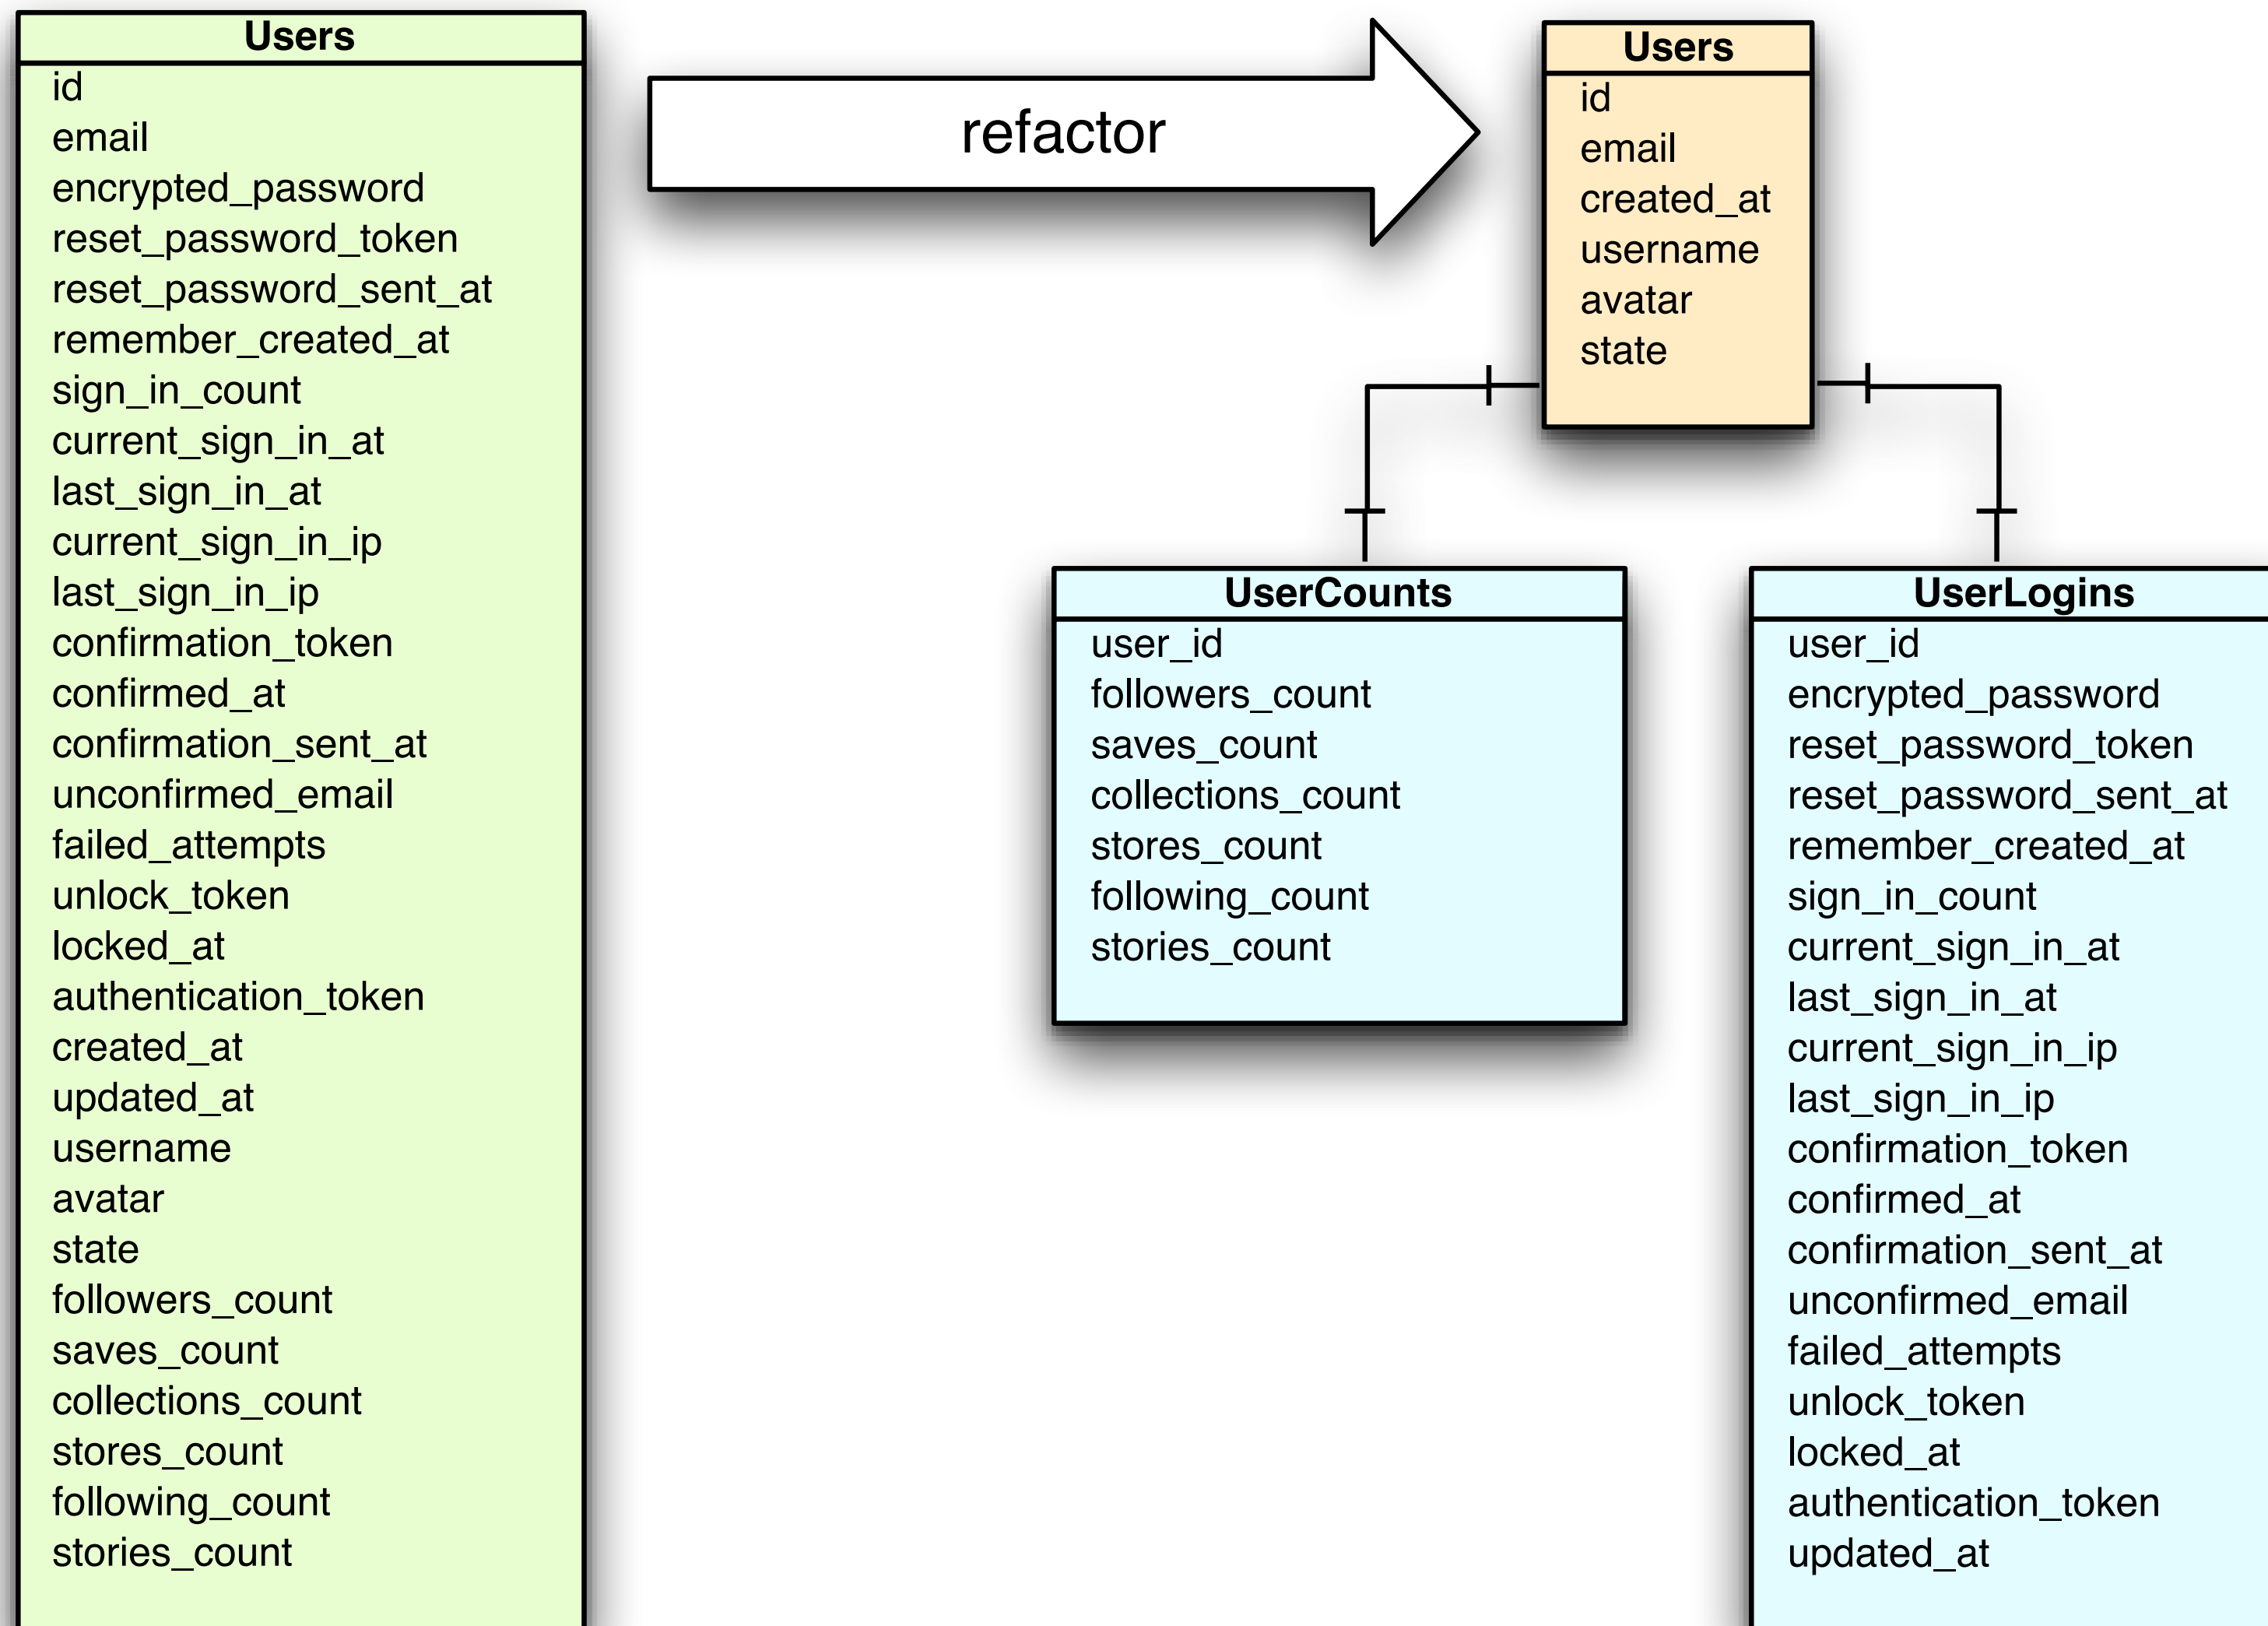 Users
id
email
encrypted_password
reset_password_token
reset_password_sent_at
remember_created_at
sign_in_count
current_sign_in_at
last_sign_in_at
current_sign_in_ip
last_sign_in_ip
confirmation_token
confirmed_at
confirmation_sent_at
unconfirmed_email
failed_attempts
unlock_token
locked_at
authentication_token
created_at
updated_at
username
avatar
state
followers_count
saves_count
collections_count
stores_count
following_count
stories_count
refactor
Users
id
email
created_at
username
avatar
state
UserCounts
user_id
followers_count
saves_count
collections_count
stores_count
following_count
stories_count
UserLogins
user_id
encrypted_password
reset_password_token
reset_password_sent_at
remember_created_at
sign_in_count
current_sign_in_at
last_sign_in_at
current_sign_in_ip
last_sign_in_ip
confirmation_token
confirmed_at
confirmation_sent_at
unconfirmed_email
failed_attempts
unlock_token
locked_at
authentication_token
updated_at